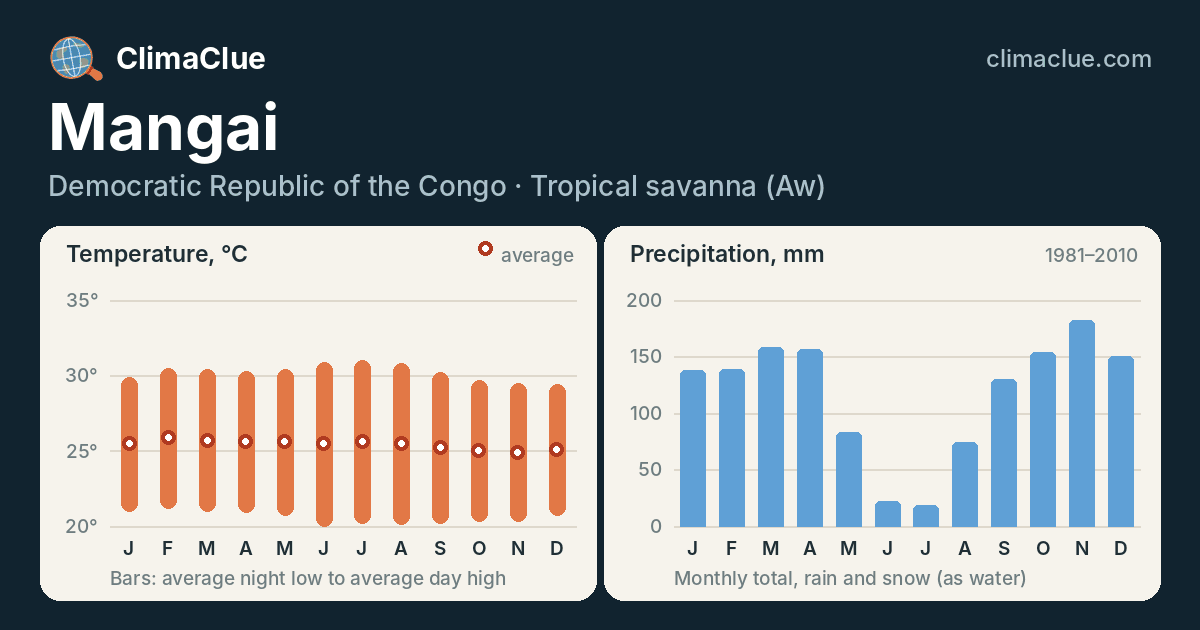 ClimaClue
climaclue.com
Mangai
Democratic Republic of the Congo · Tropical savanna (Aw)
Temperature, °C
average
35°
30°
25°
20°
J F M A M J J A S O N D
Bars: average night low to average day high
Precipitation, mm
1981–2010
200
150
100
50
0
J F M A M J J A S O N D
Monthly total, rain and snow (as water)